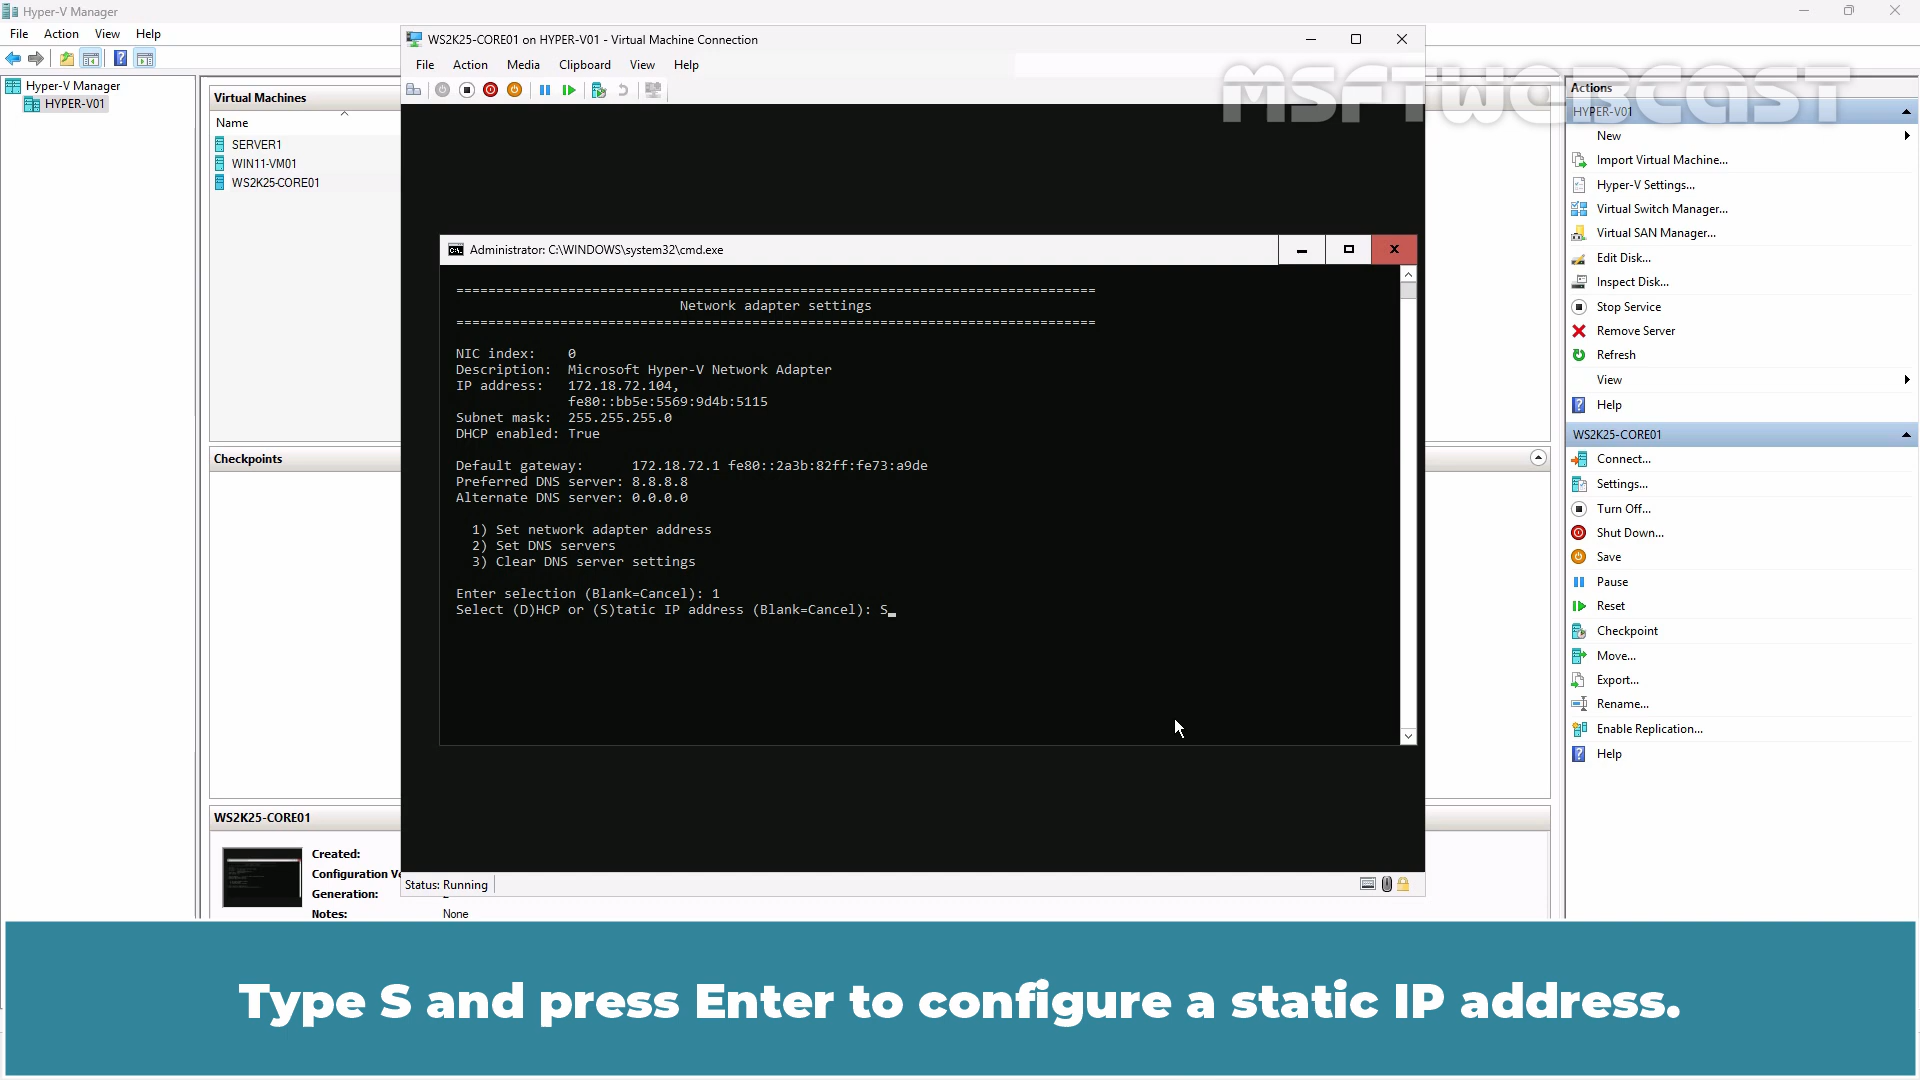 Hyper-V Manager
File Action View Help
Hyper-V Manager
HYPER-V01
Virtual Machines
Name
SERVER1
WIN11-VM01
WS2K25-CORE01
Checkpoints
WS2K25-CORE01
Created:
Configuration Ve
Generation:
Notes: None
WS2K25-CORE01 on HYPER-V01 - Virtual Machine Connection
File Action Media Clipboard View Help
Administrator: C:\WINDOWS\system32\cmd.exe
================================================================================
Network adapter settings
================================================================================
NIC index: 0
Description: Microsoft Hyper-V Network Adapter
IP address: 172.18.72.104,
fe80::bb5e:5569:9d4b:5115
Subnet mask: 255.255.255.0
DHCP enabled: True
Default gateway: 172.18.72.1 fe80::2a3b:82ff:fe73:a9de
Preferred DNS server: 8.8.8.8
Alternate DNS server: 0.0.0.0
1) Set network adapter address
2) Set DNS servers
3) Clear DNS server settings
Enter selection (Blank=Cancel): 1
Select (D)HCP or (S)tatic IP address (Blank=Cancel): S_
Status: Running
MSFTWEBCAST
Actions
HYPER-V01
New
Import Virtual Machine...
Hyper-V Settings...
Virtual Switch Manager...
Virtual SAN Manager...
Edit Disk...
Inspect Disk...
Stop Service
Remove Server
Refresh
View
Help
WS2K25-CORE01
Connect...
Settings...
Turn Off...
Shut Down...
Save
Pause
Reset
Checkpoint
Move...
Export...
Rename...
Enable Replication...
Help
Type S and press Enter to configure a static IP address.